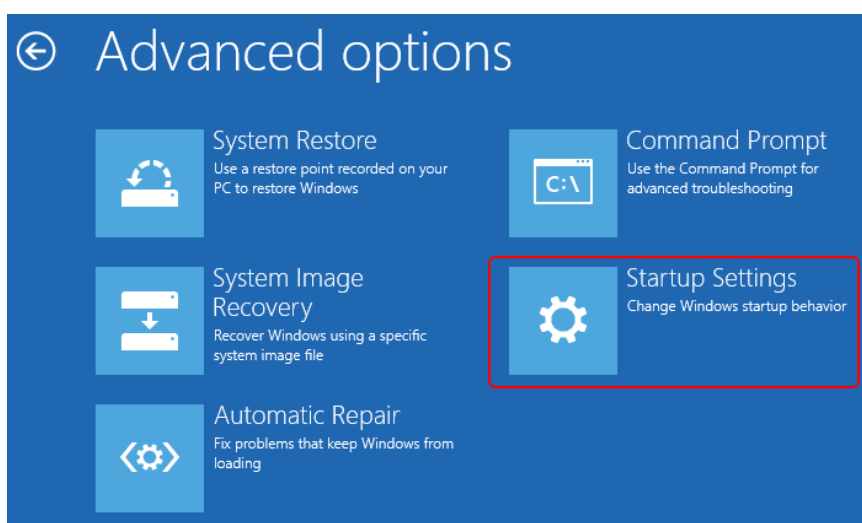 Advanced options
System Restore
Use a restore point recorded on your
PC to restore Windows
Command Prompt
Use the Command Prompt for
advanced troubleshooting
C:\
System Image
Recovery
Recover Windows using a specific
system image file
Startup Settings
Change Windows startup behavior
Automatic Repair
Fix problems that keep Windows from
loading